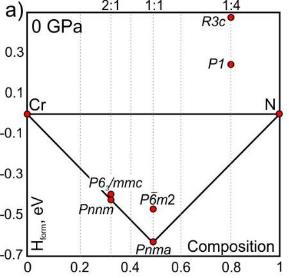 a)
2:1 1:1 1:4
0 GPa
R3c
0.3
P1
0.1
Cr N
-0.1
-0.3
P6₃/mmc
P6̅m2
Pnnm
-0.5
H_form, eV
Composition
Pnma
-0.7
0 0.2 0.4 0.6 0.8 1